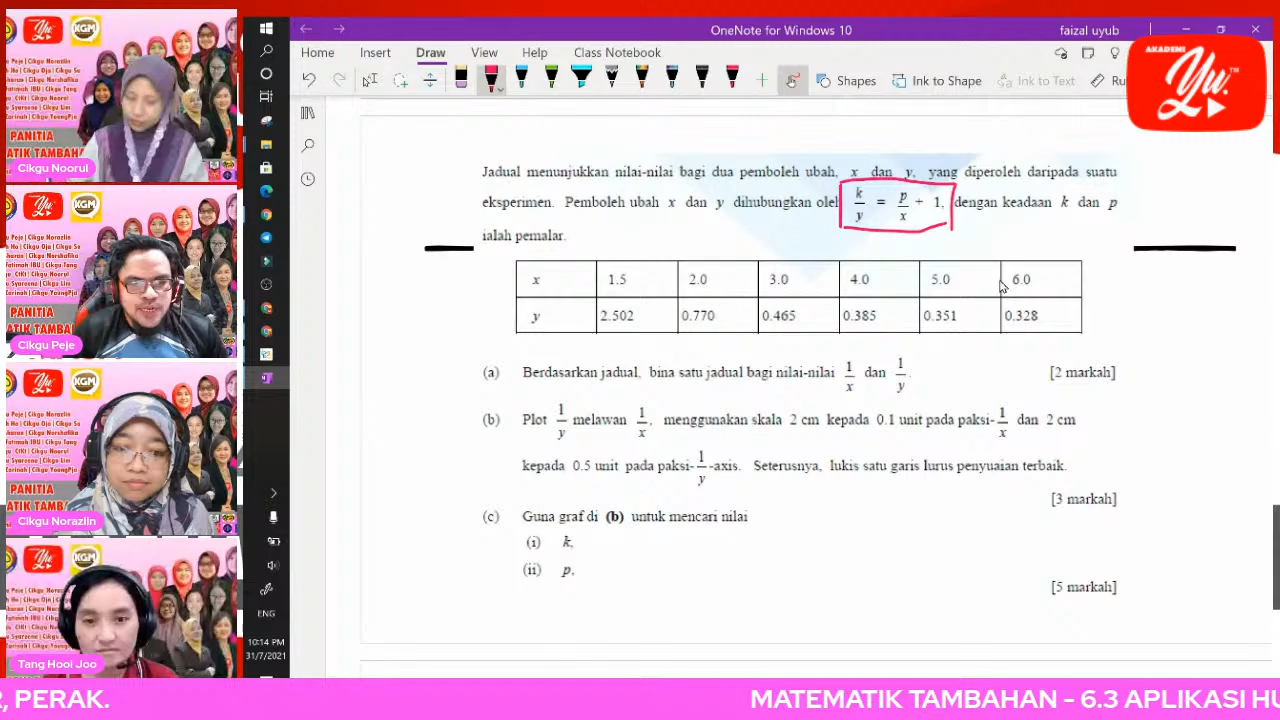 OneNote for Windows 10
faizal uyub
Home Insert Draw View Help Class Notebook
Shapes Ink to Shape Ink to Text
AKADEMI
Yu.
TM
Jadual menunjukkan nilai-nilai bagi dua pemboleh ubah, x dan y, yang diperoleh daripada suatu
eksperimen. Pemboleh ubah x dan y dihubungkan oleh k/y = p/x + 1, dengan keadaan k dan p
ialah pemalar.
x 1.5 2.0 3.0 4.0 5.0 6.0
y 2.502 0.770 0.465 0.385 0.351 0.328
(a) Berdasarkan jadual, bina satu jadual bagi nilai-nilai 1/x dan 1/y. [2 markah]
(b) Plot 1/y melawan 1/x, menggunakan skala 2 cm kepada 0.1 unit pada paksi-1/x dan 2 cm
kepada 0.5 unit pada paksi-1/y-axis. Seterusnya, lukis satu garis lurus penyuaian terbaik.
[3 markah]
(c) Guna graf di (b) untuk mencari nilai
(i) k,
(ii) p,
[5 markah]
KGM
PANITIA
Cikgu Noorul
Cikgu Peje
Cikgu Norazlin
Tang Hooi Joo
ENG
10:14 PM
31/7/2021
, PERAK.
MATEMATIK TAMBAHAN - 6.3 APLIKASI HU